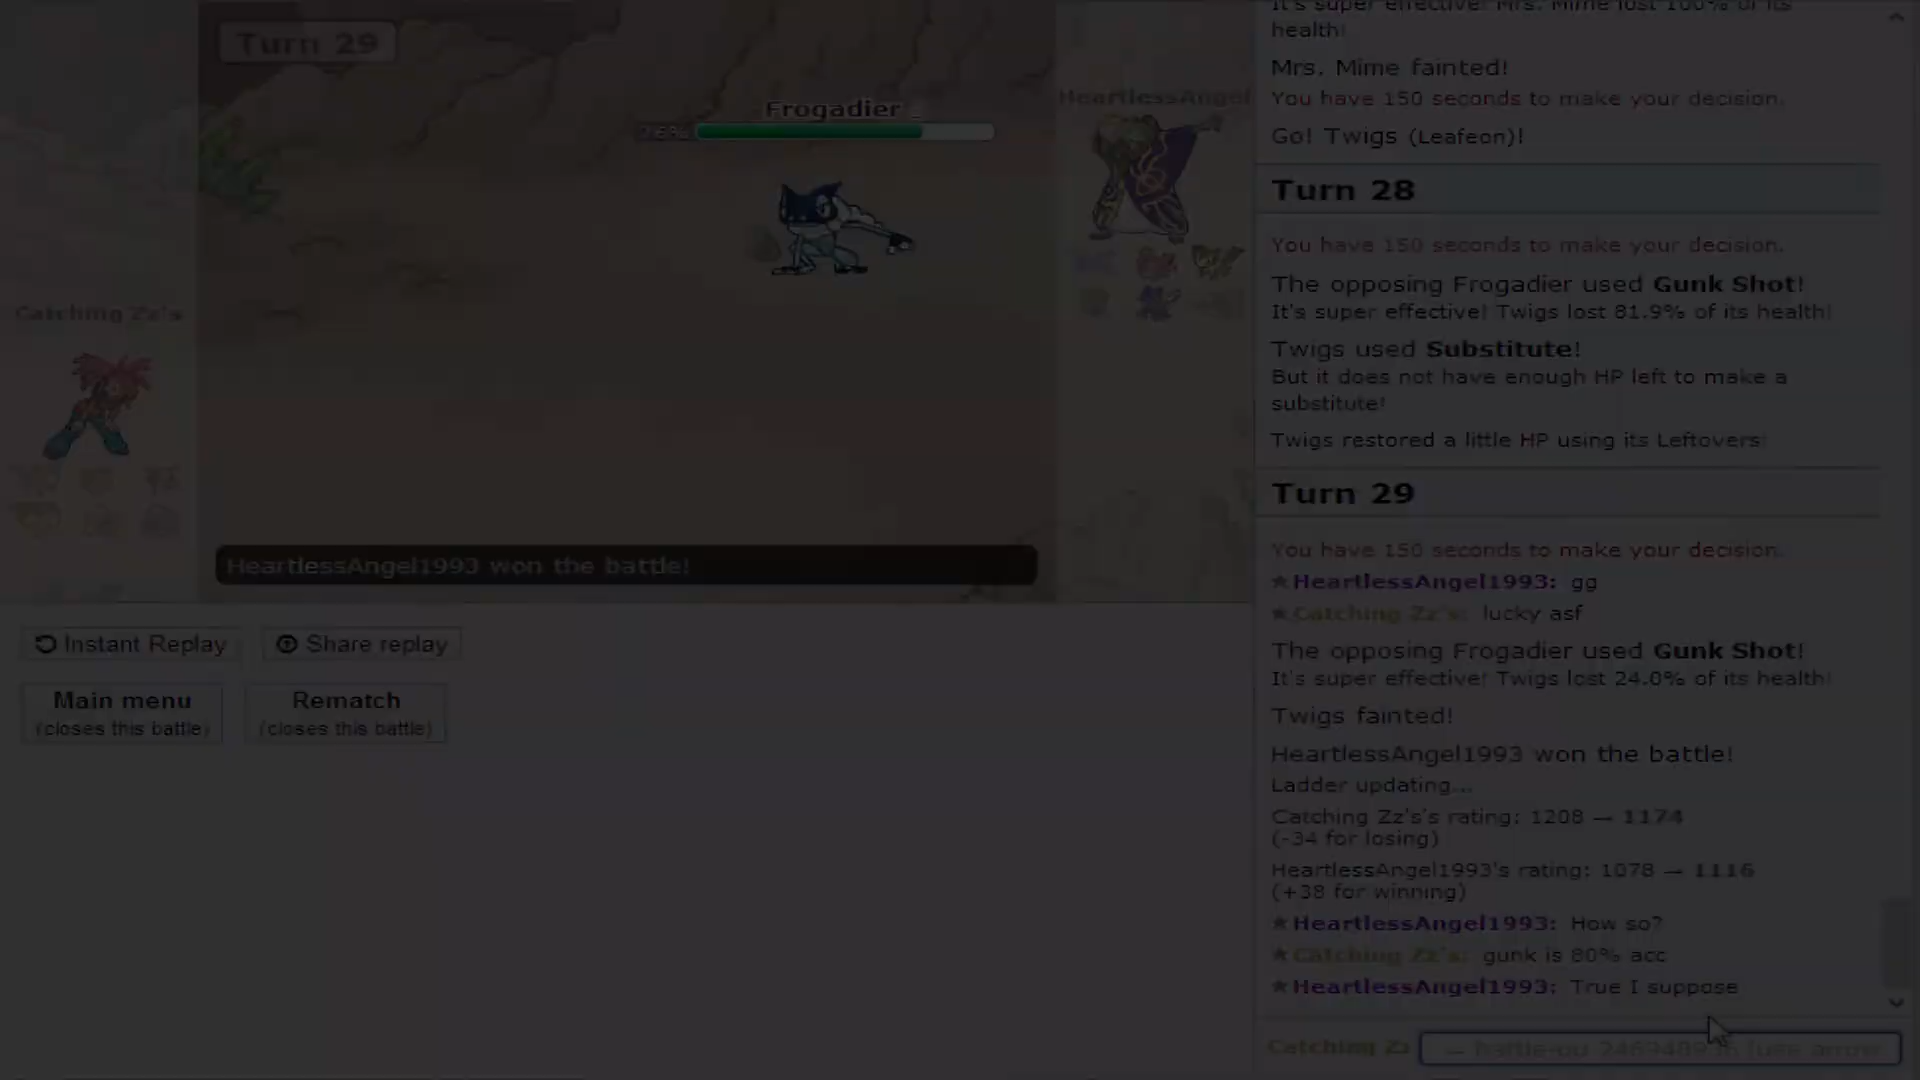 Turn 29
Frogadier
76%
HeartlessAngel
Catching Zz's
HeartlessAngel1993 won the battle!
Instant Replay
Share replay
Main menu
(closes this battle)
Rematch
(closes this battle)
It's super effective! Mrs. Mime lost 100% of its
health!
Mrs. Mime fainted!
You have 150 seconds to make your decision.
Go! Twigs (Leafeon)!
Turn 28
You have 150 seconds to make your decision.
The opposing Frogadier used Gunk Shot!
It's super effective! Twigs lost 81.9% of its health!
Twigs used Substitute!
But it does not have enough HP left to make a
substitute!
Twigs restored a little HP using its Leftovers!
Turn 29
You have 150 seconds to make your decision.
★HeartlessAngel1993: gg
★Catching Zz's: lucky asf
The opposing Frogadier used Gunk Shot!
It's super effective! Twigs lost 24.0% of its health!
Twigs fainted!
HeartlessAngel1993 won the battle!
Ladder updating...
Catching Zz's's rating: 1208 → 1174
(-34 for losing)
HeartlessAngel1993's rating: 1078 → 1116
(+38 for winning)
★HeartlessAngel1993: How so?
★Catching Zz's: gunk is 80% acc
★HeartlessAngel1993: True I suppose
Catching Zz